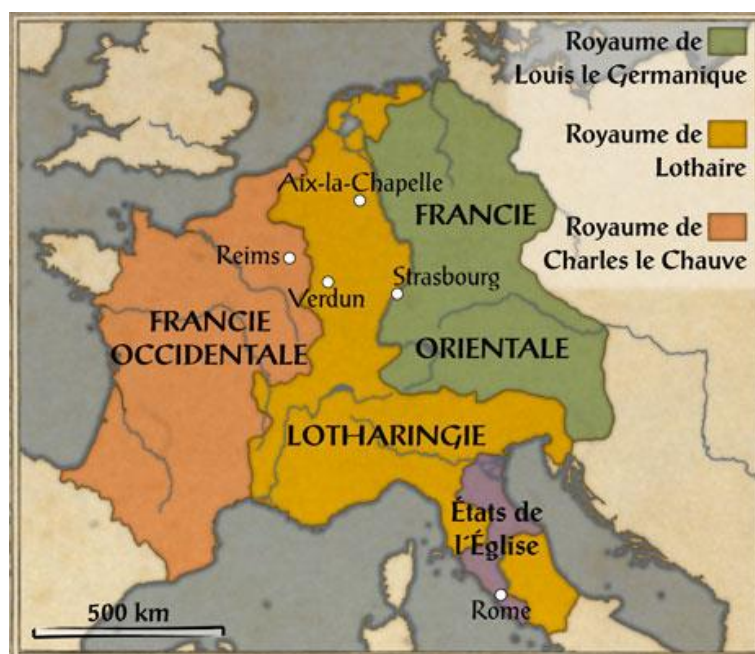 Royaume de
Louis le Germanique
Royaume de
Lothaire
Royaume de
Charles le Chauve
Aix-la-Chapelle
FRANCIE
Reims
Verdun
Strasbourg
FRANCIE
OCCIDENTALE
ORIENTALE
LOTHARINGIE
États de
l'Église
Rome
500 km